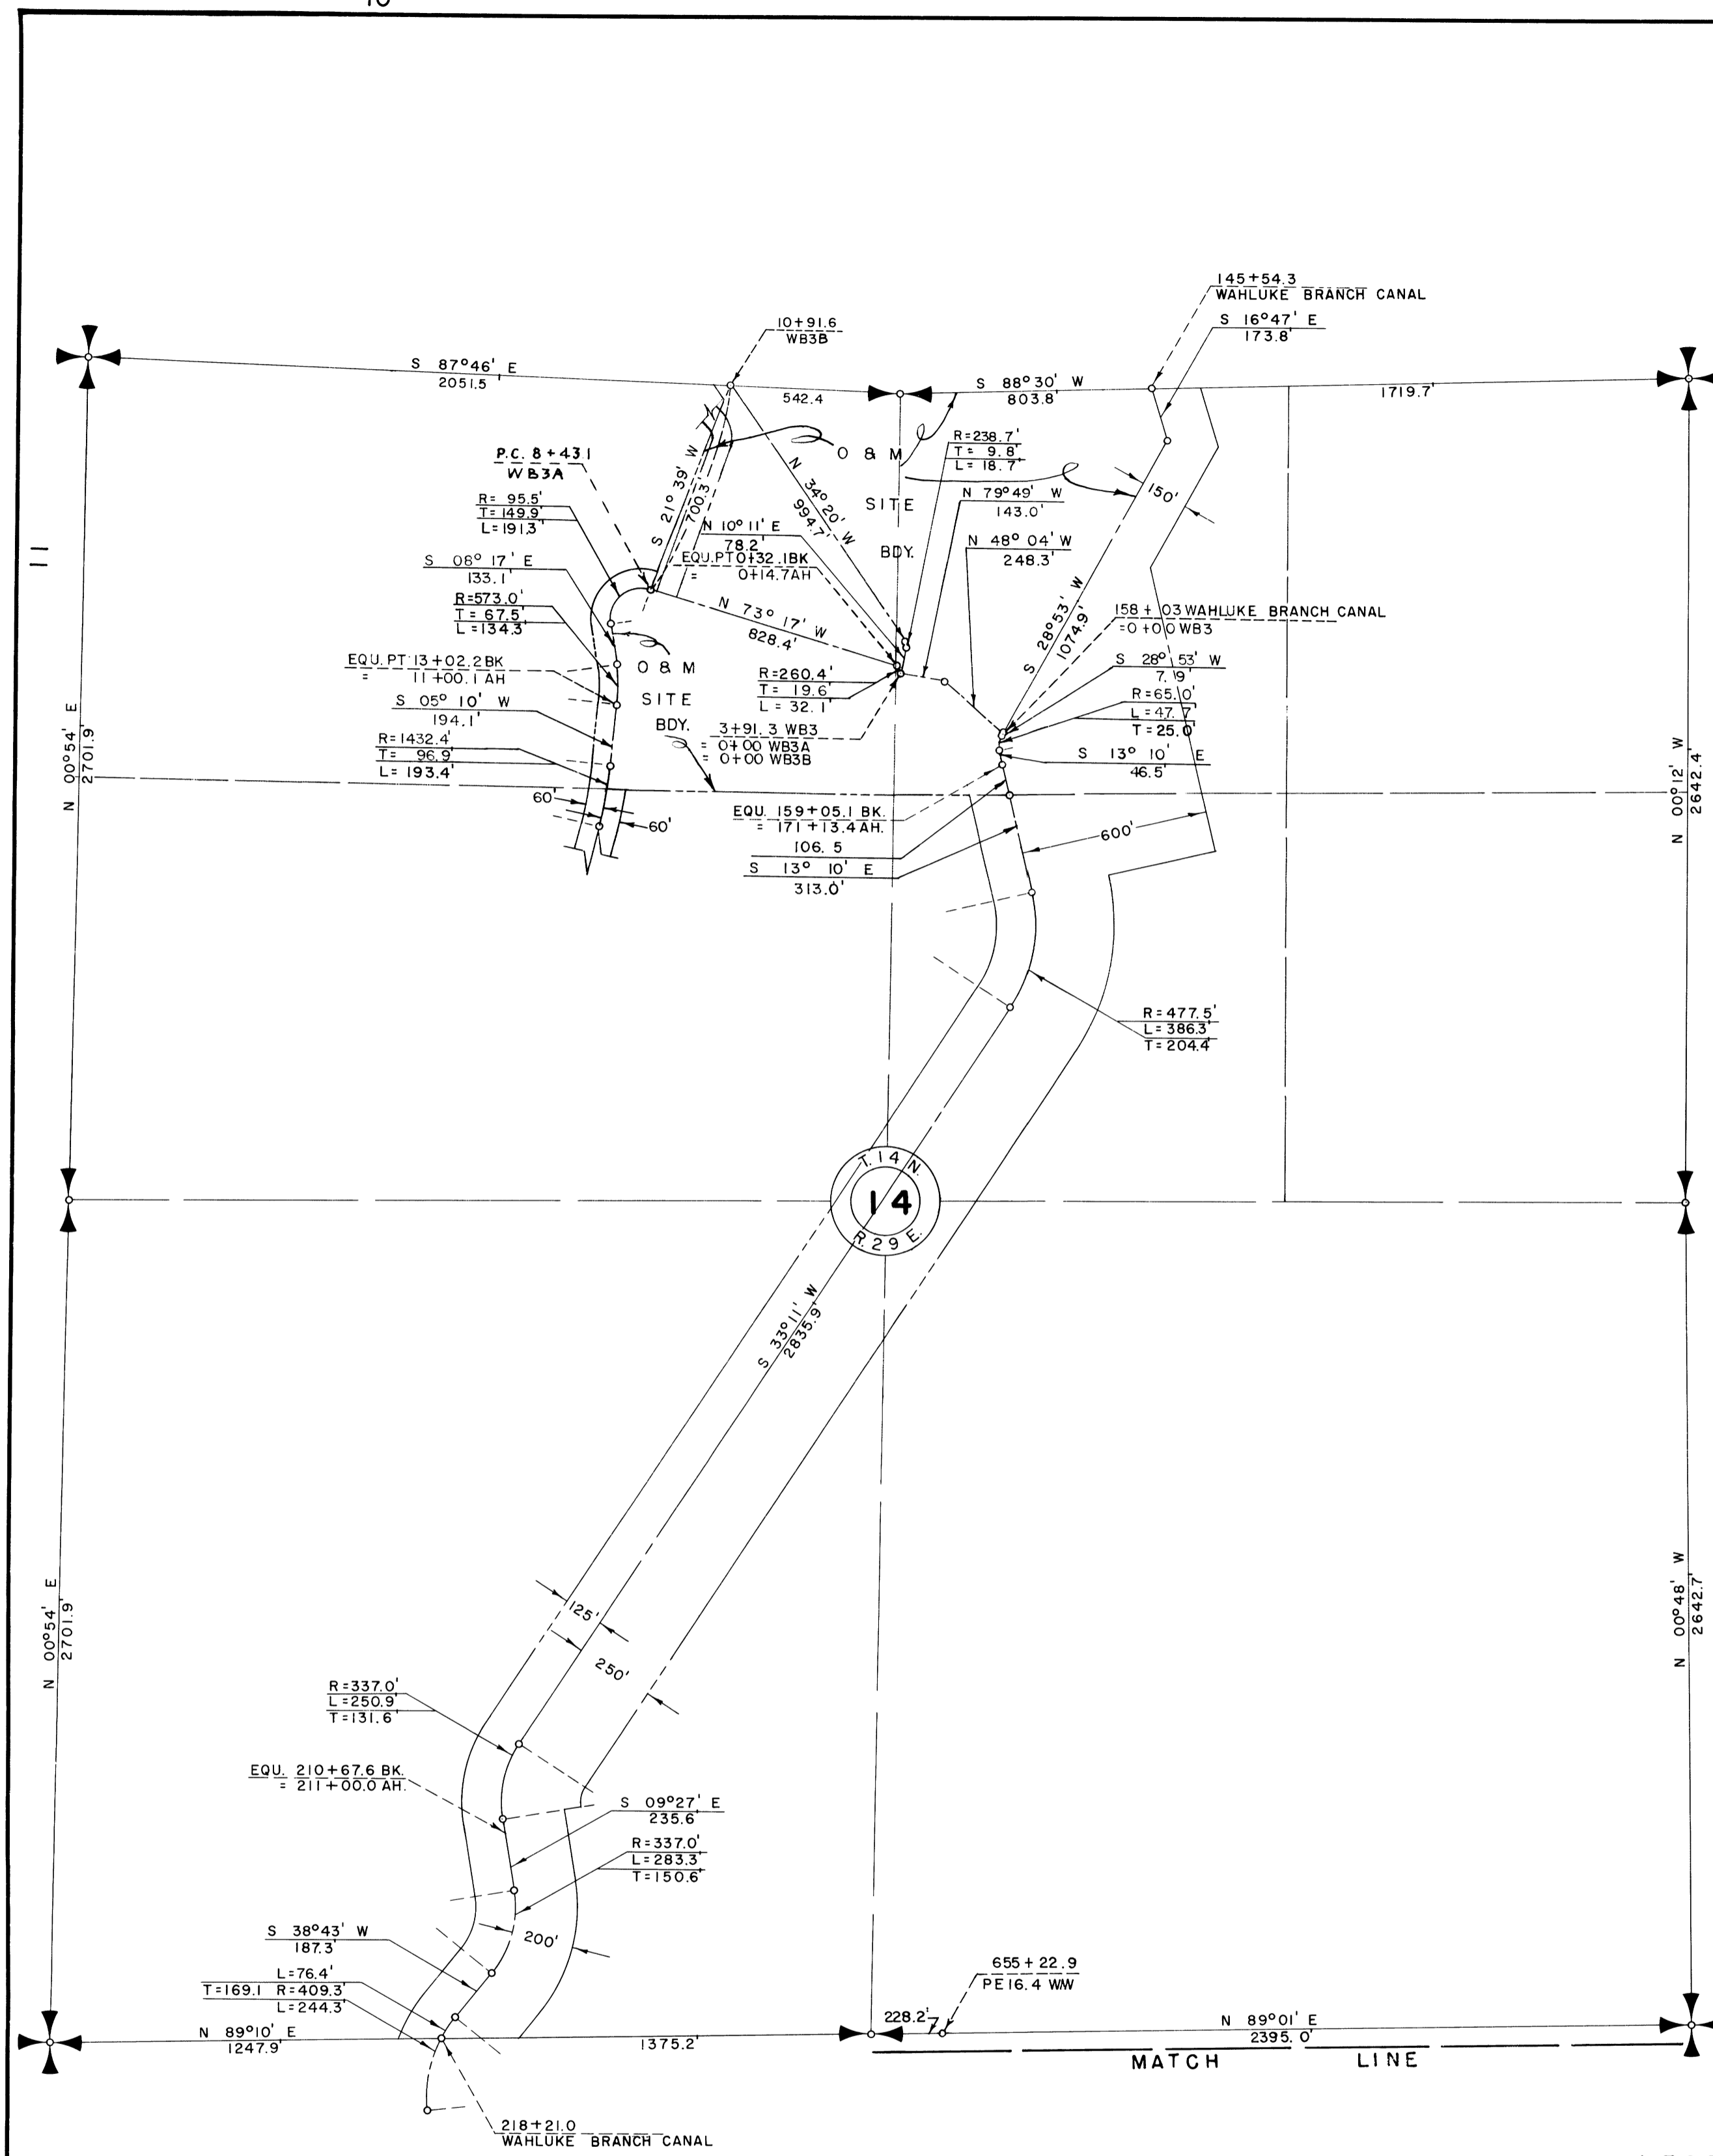 11
145+54.3
WAHLUKE BRANCH CANAL
S 16°47' E
173.8'
10+91.6
WB3B
S 87°46' E
2051.5'
542.4
S 88°30' W
803.8'
1719.7'
P.C. 8+43.1
WB3A
R= 95.5'
T=149.9'
L=191.3'
S 21°39' W
700.3'
N 34°20' W
994.7'
O & M
SITE
BDY.
R=238.7'
T= 9.8'
L= 18.7'
N 79°49' W
143.0'
N 48°04' W
248.3'
150'
N 10°11' E
78.2'
EQU.PT 0+32.1BK
= 0+14.7AH
S 08°17' E
133.1'
R=573.0'
T= 67.5'
L=134.3'
N 73°17' W
828.4'
S 28°53' W
1074.9'
158+03 WAHLUKE BRANCH CANAL
=0+00 WB3
S 28°53' W
7.19'
R=65.0'
L=47.7'
T=25.0'
S 13°10' E
46.5'
EQU. PT 13+02.2BK
= 11+00.1 AH
O & M
SITE
BDY.
S 05°10' W
194.1'
R=1432.4'
T= 96.9'
L= 193.4'
R=260.4'
T= 19.6'
L= 32.1'
3+91.3 WB3
= 0+00 WB3A
= 0+00 WB3B
60'
60'
EQU. 159+05.1 BK.
= 171+13.4 AH.
106.5
S 13°10' E
313.0'
600'
N 00°54' E
2701.9'
N 00°12' W
2642.4'
R=477.5'
L=386.3'
T=204.4'
T. 14 N.
14
R. 29 E.
S 33°11' W
2835.9'
125'
250'
N 00°54' E
2701.9'
N 00°48' W
2642.7'
R=337.0'
L=250.9'
T=131.6'
EQU. 210+67.6 BK.
= 211+00.0 AH.
S 09°27' E
235.6'
R=337.0'
L=283.3'
T=150.6'
200'
S 38°43' W
187.3'
L=76.4'
T=169.1 R=409.3'
L=244.3'
655+22.9
PE16.4 WW
N 89°10' E
1247.9'
1375.2'
228.2'
N 89°01' E
2395.0'
MATCH LINE
218+21.0
WAHLUKE BRANCH CANAL